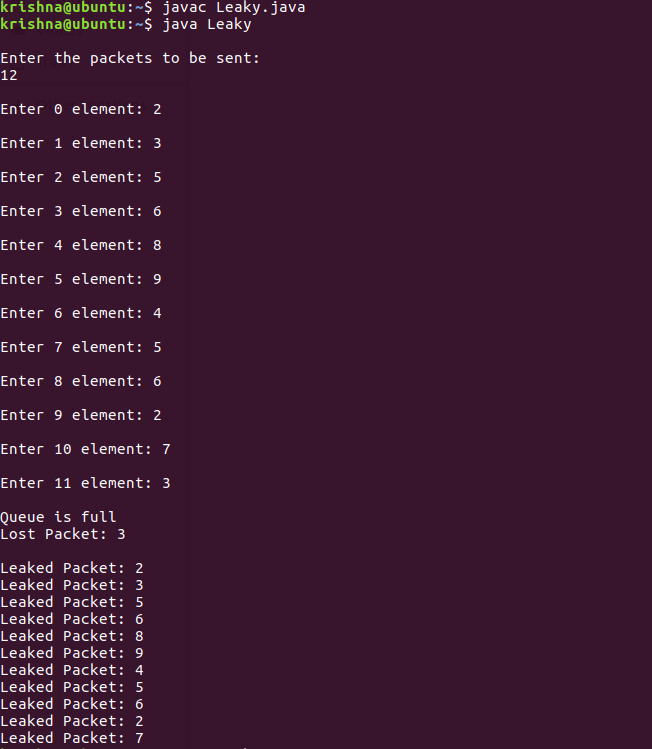 krishna@ubuntu:~$ javac Leaky.java
krishna@ubuntu:~$ java Leaky
Enter the packets to be sent:
12
Enter 0 element: 2
Enter 1 element: 3
Enter 2 element: 5
Enter 3 element: 6
Enter 4 element: 8
Enter 5 element: 9
Enter 6 element: 4
Enter 7 element: 5
Enter 8 element: 6
Enter 9 element: 2
Enter 10 element: 7
Enter 11 element: 3
Queue is full
Lost Packet: 3
Leaked Packet: 2
Leaked Packet: 3
Leaked Packet: 5
Leaked Packet: 6
Leaked Packet: 8
Leaked Packet: 9
Leaked Packet: 4
Leaked Packet: 5
Leaked Packet: 6
Leaked Packet: 2
Leaked Packet: 7